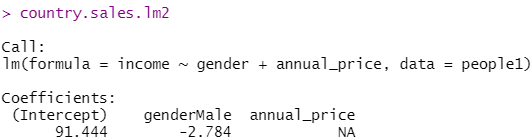 > country.sales.lm2
Call:
lm(formula = income ~ gender + annual_price, data = people1)
Coefficients:
(Intercept) genderMale annual_price
91.444 -2.784 NA